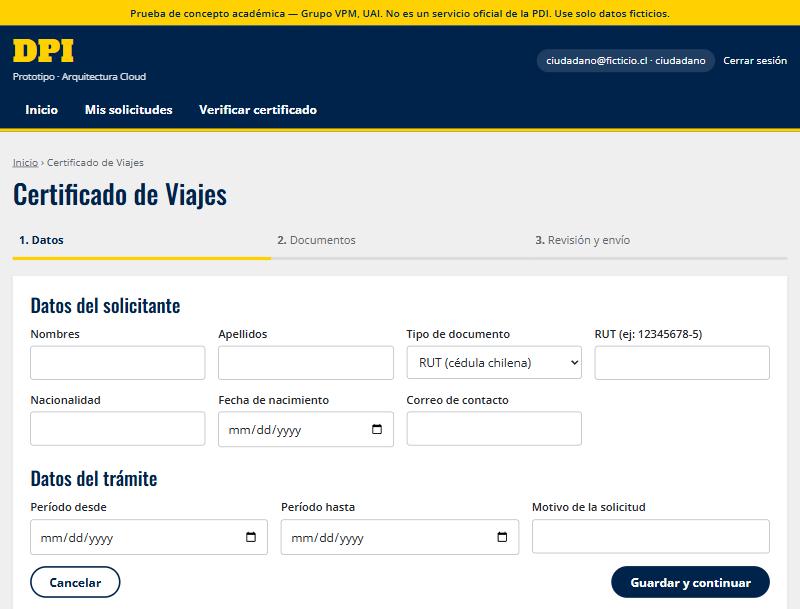 Prueba de concepto académica — Grupo VPM, UAI. No es un servicio oficial de la PDI. Use solo datos ficticios.
DPI
Prototipo · Arquitectura Cloud
ciudadano@ficticio.cl · ciudadano
Cerrar sesión
Inicio
Mis solicitudes
Verificar certificado
Inicio › Certificado de Viajes
Certificado de Viajes
1. Datos
2. Documentos
3. Revisión y envío
Datos del solicitante
Nombres
Apellidos
Tipo de documento
RUT (ej: 12345678-5)
RUT (cédula chilena)
Nacionalidad
Fecha de nacimiento
Correo de contacto
mm/dd/yyyy
Datos del trámite
Período desde
Período hasta
Motivo de la solicitud
mm/dd/yyyy
mm/dd/yyyy
Cancelar
Guardar y continuar